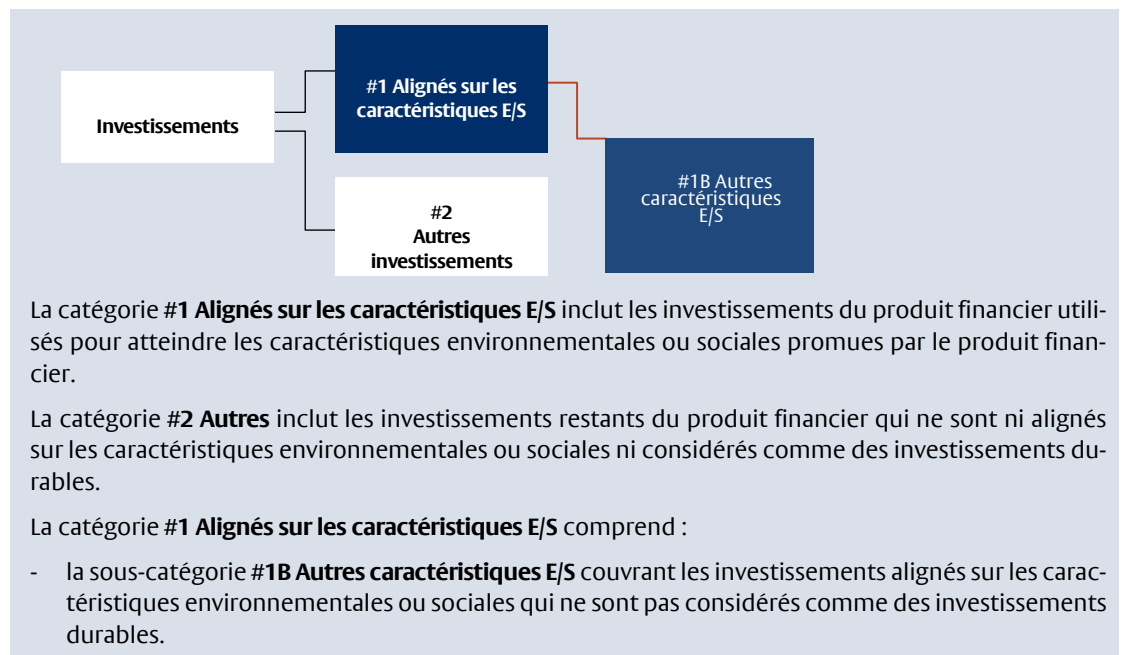 Investissements
#1 Alignés sur les
caractéristiques E/S
#2
Autres
investissements
#1B Autres
caractéristiques
E/S
La catégorie #1 Alignés sur les caractéristiques E/S inclut les investissements du produit financier utili-
sés pour atteindre les caractéristiques environnementales ou sociales promues par le produit finan-
cier.
La catégorie #2 Autres inclut les investissements restants du produit financier qui ne sont ni alignés
sur les caractéristiques environnementales ou sociales ni considérés comme des investissements du-
rables.
La catégorie #1 Alignés sur les caractéristiques E/S comprend :
- la sous-catégorie #1B Autres caractéristiques E/S couvrant les investissements alignés sur les carac-
téristiques environnementales ou sociales qui ne sont pas considérés comme des investissements
durables.